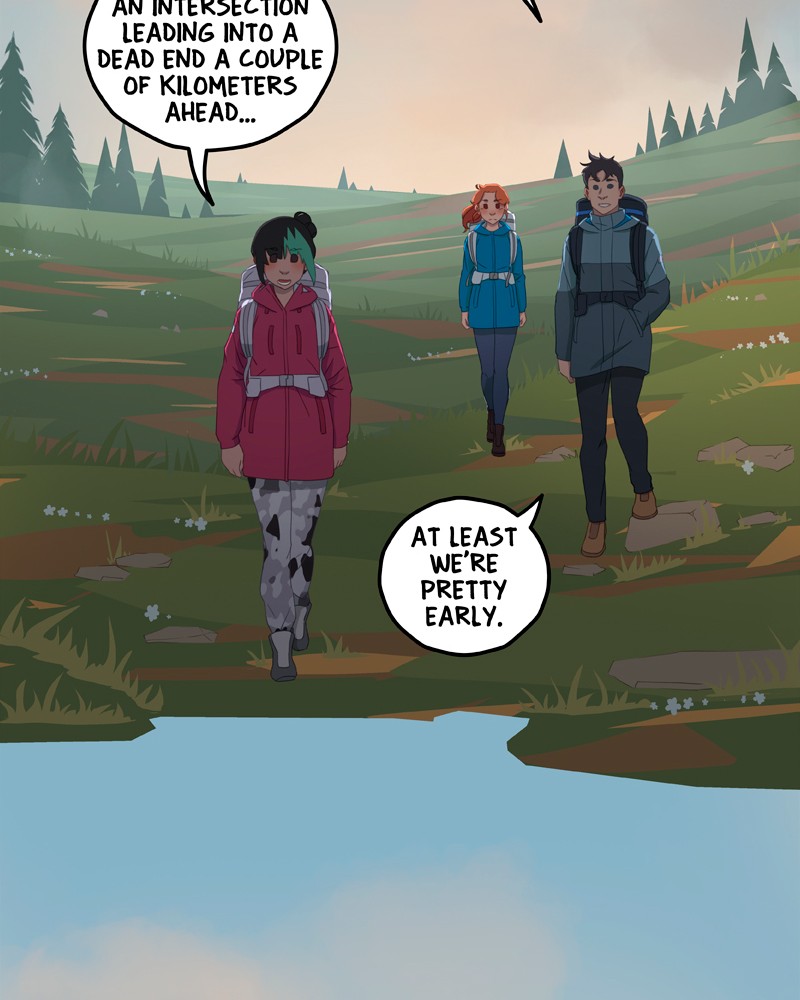 AN INTERSECTION
LEADING INTO A
DEAD END A COUPLE
OF KILOMETERS
AHEAD...
AT LEAST
WE'RE
PRETTY
EARLY.